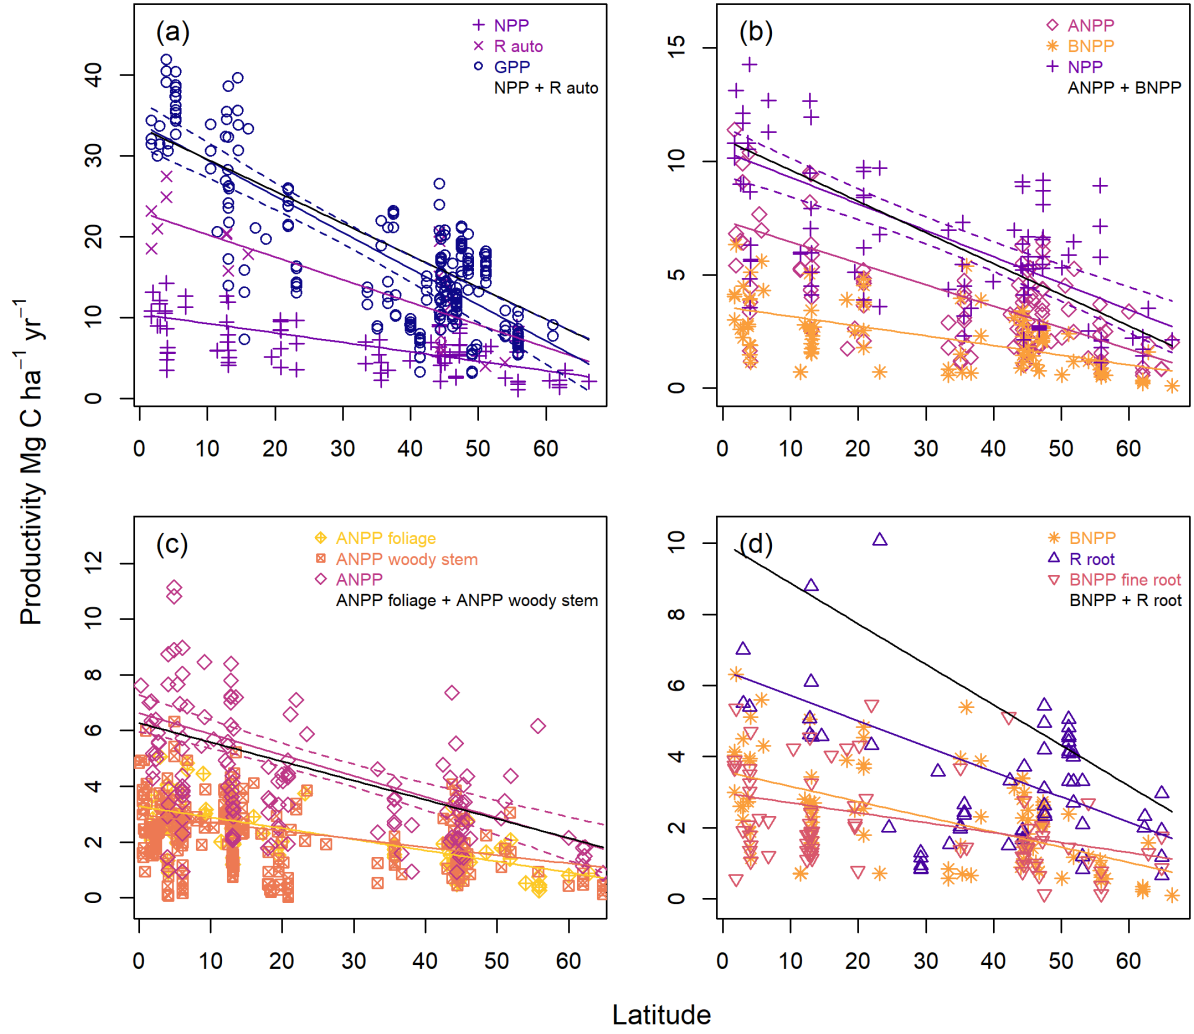 (a)
NPP
R auto
GPP
NPP + R auto
40
30
20
10
0
0 10 20 30 40 50 60
(b)
ANPP
BNPP
NPP
ANPP + BNPP
15
10
5
0
0 10 20 30 40 50 60
(c)
ANPP foliage
ANPP woody stem
ANPP
ANPP foliage + ANPP woody stem
12
10
8
6
4
2
0
0 10 20 30 40 50 60
(d)
BNPP
R root
BNPP fine root
BNPP + R root
10
8
6
4
2
0
0 10 20 30 40 50 60
Productivity Mg C ha⁻¹ yr⁻¹
Latitude